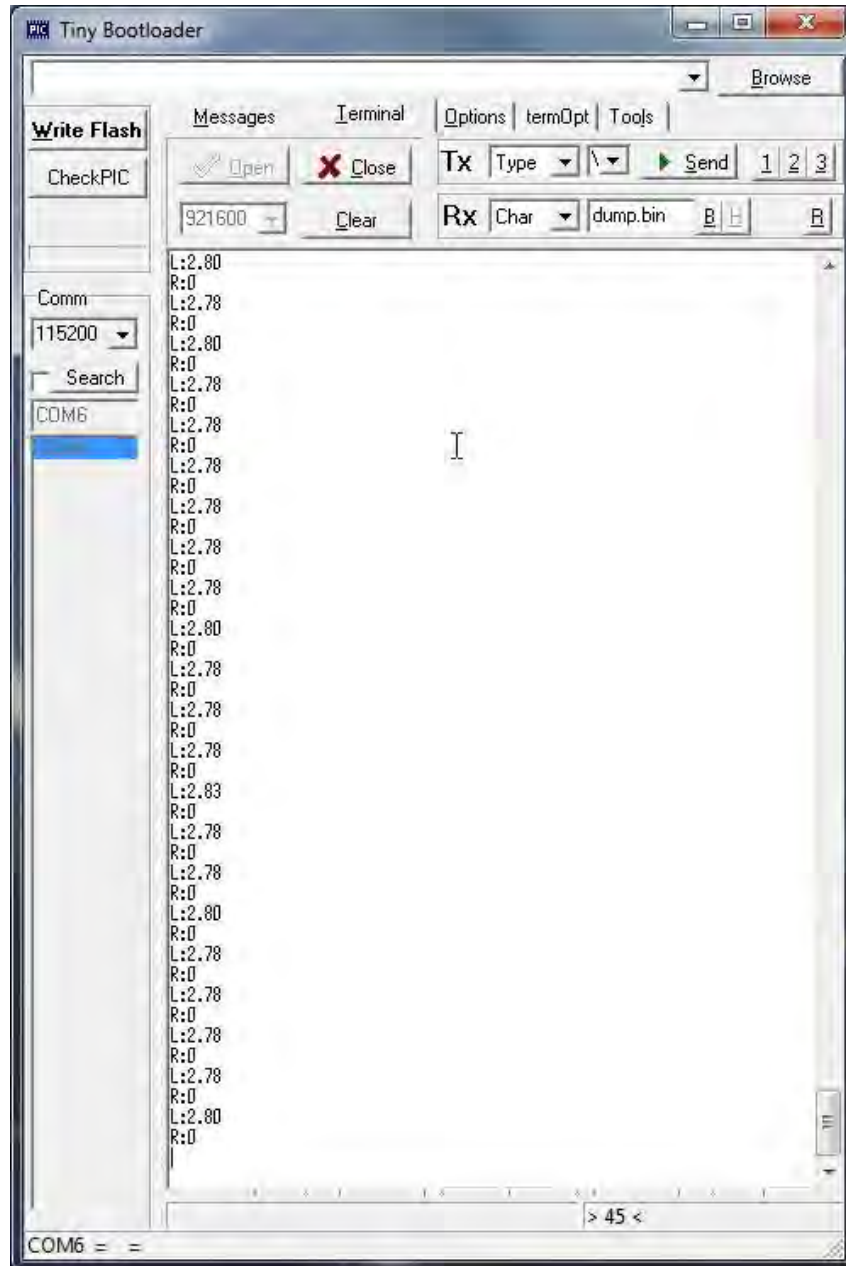 PIC Tiny Bootloader
Browse
Write Flash
Messages Terminal Options termOpt Tools
CheckPIC
Open Close Tx Type \ Send 1 2 3
921600 Clear Rx Char dump.bin B H R
Comm
115200
Search
COM6
L:2.80
R:0
L:2.78
R:0
L:2.80
R:0
L:2.78
R:0
L:2.78
R:0
L:2.78
R:0
L:2.78
R:0
L:2.78
R:0
L:2.78
R:0
L:2.80
R:0
L:2.78
R:0
L:2.78
R:0
L:2.78
R:0
L:2.83
R:0
L:2.78
R:0
L:2.78
R:0
L:2.80
R:0
L:2.78
R:0
L:2.78
R:0
L:2.78
R:0
L:2.78
R:0
L:2.80
R:0
> 45 <
COM6 = =